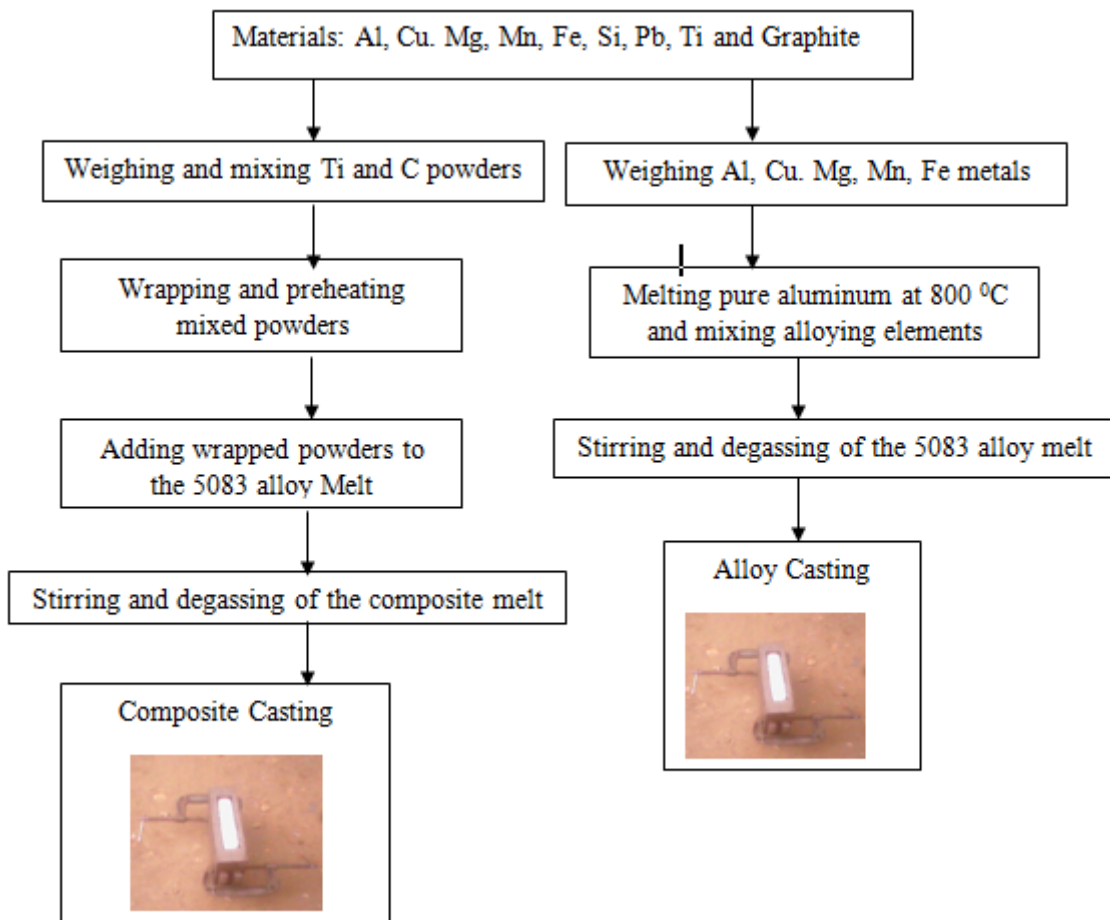 Materials: Al, Cu. Mg, Mn, Fe, Si, Pb, Ti and Graphite
Weighing and mixing Ti and C powders
Weighing Al, Cu. Mg, Mn, Fe metals
Wrapping and preheating
mixed powders
Melting pure aluminum at 800 ⁰C
and mixing alloying elements
Adding wrapped powders to
the 5083 alloy Melt
Stirring and degassing of the 5083 alloy melt
Stirring and degassing of the composite melt
Alloy Casting
Composite Casting